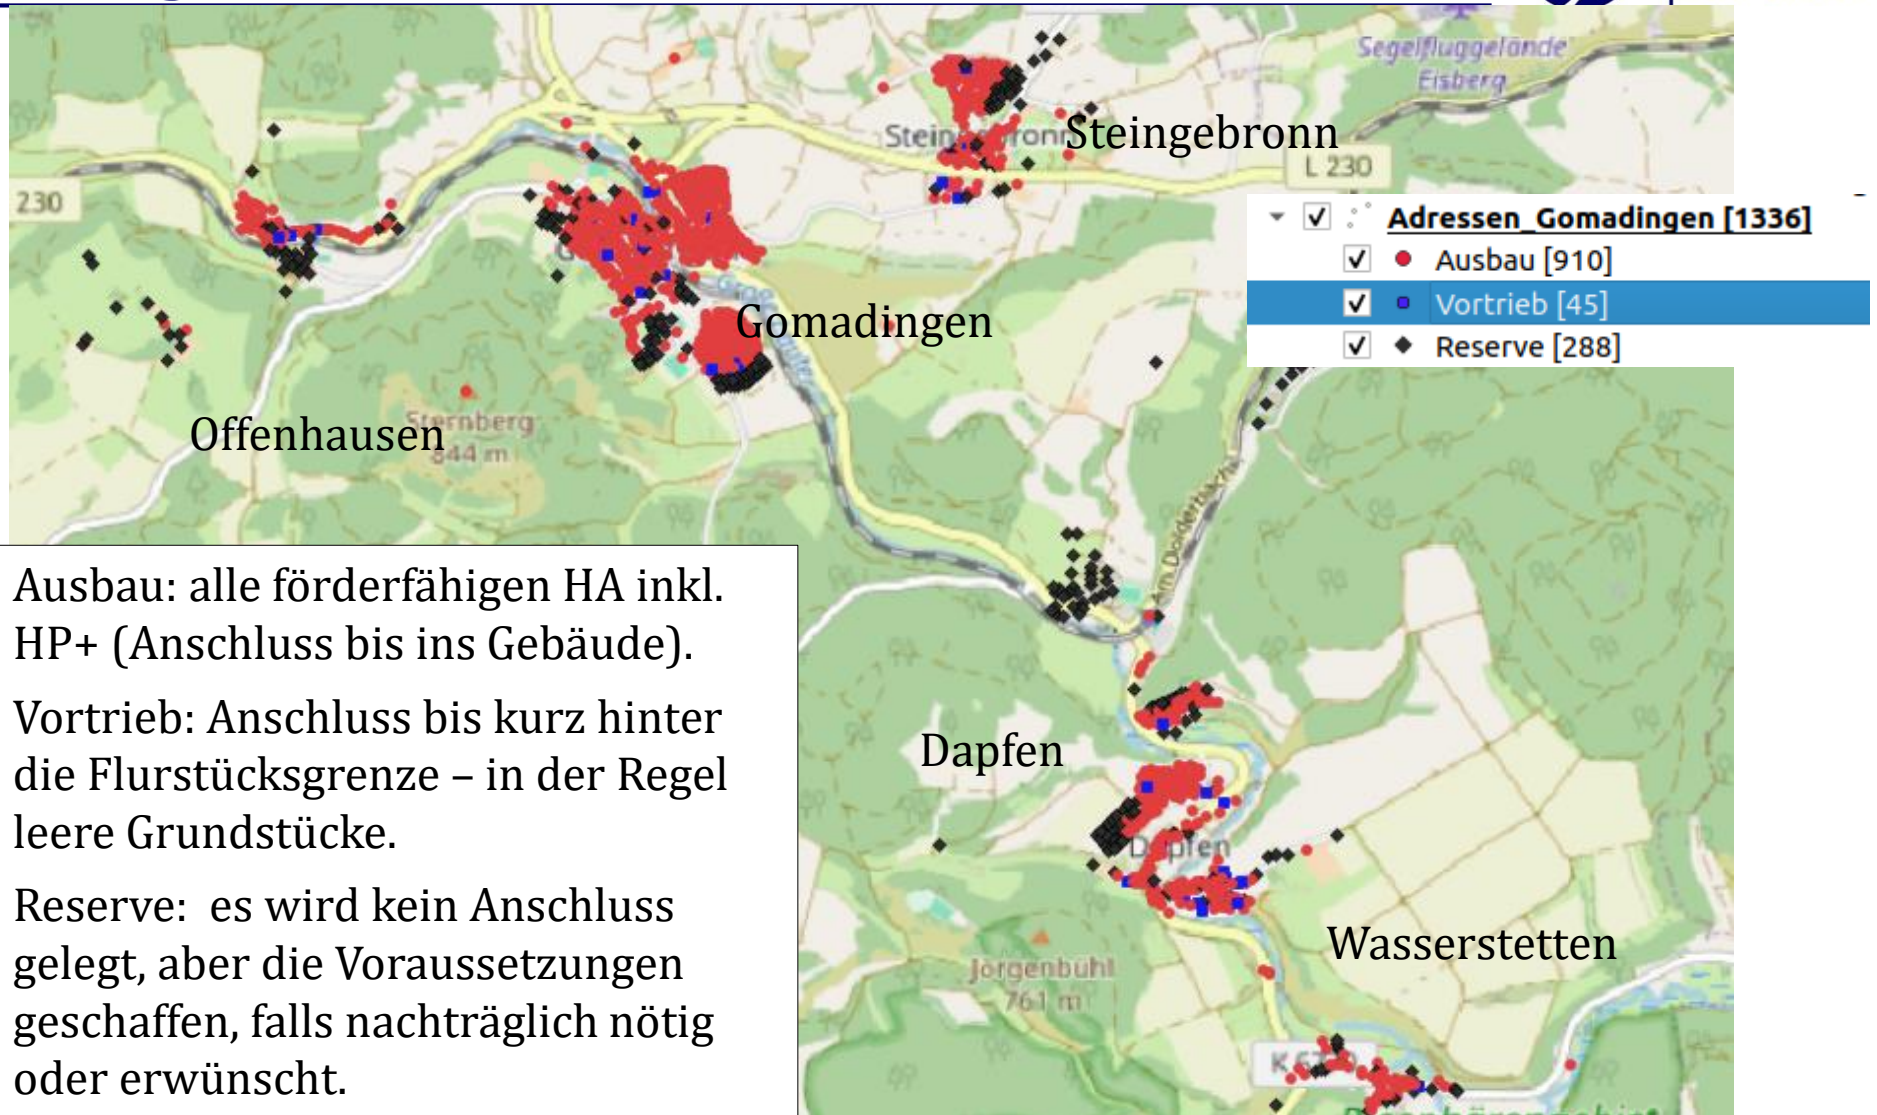 Segelfluggelände
Eisberg
Steingebronn
L 230
230
Adressen_Gomadingen [1336]
Ausbau [910]
Vortrieb [45]
Reserve [288]
Gomadingen
Offenhausen
Sternberg
844 m
Ausbau: alle förderfähigen HA inkl.
HP+ (Anschluss bis ins Gebäude).
Vortrieb: Anschluss bis kurz hinter
die Flurstücksgrenze – in der Regel
leere Grundstücke.
Reserve:  es wird kein Anschluss
gelegt, aber die Voraussetzungen
geschaffen, falls nachträglich nötig
oder erwünscht.
Dapfen
Dapfen
Wasserstetten
Jörgenbühl
761 m